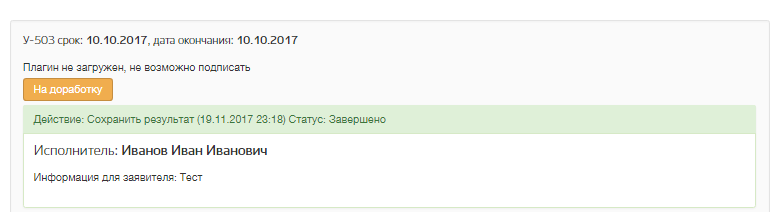 У-503 срок: 10.10.2017, дата окончания: 10.10.2017
Плагин не загружен, не возможно подписать
На доработку
Действие: Сохранить результат (19.11.2017 23:18) Статус: Завершено
Исполнитель: Иванов Иван Иванович
Информация для заявителя: Тест